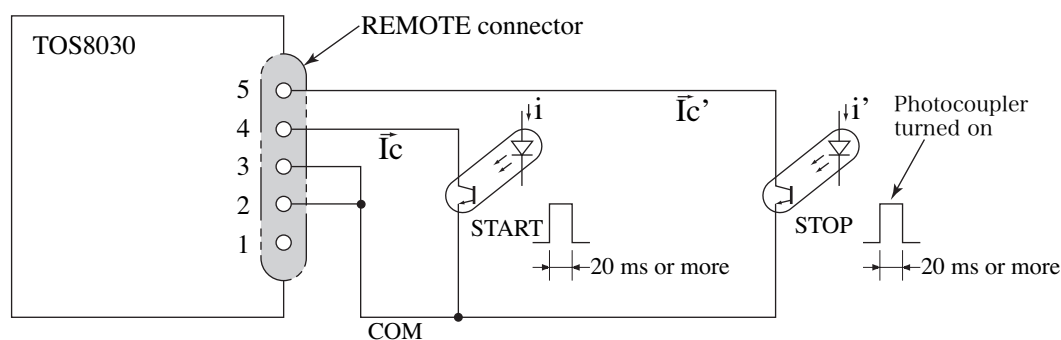 TOS8030
REMOTE connector
5
4
3
2
1
Ic
Ic’
i
i’
Photocoupler
turned on
START
STOP
20 ms or more
20 ms or more
COM